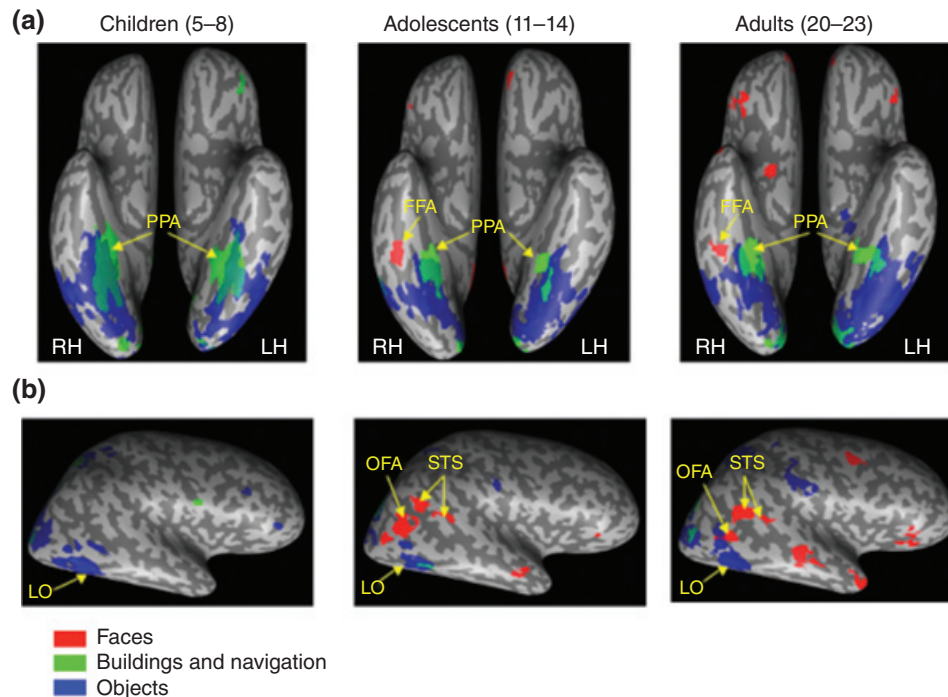 (a)
Children (5–8)
Adolescents (11–14)
Adults (20–23)
PPA
RH
LH
FFA
PPA
RH
LH
FFA
PPA
RH
LH
(b)
LO
OFA
STS
LO
OFA
STS
LO
Faces
Buildings and navigation
Objects